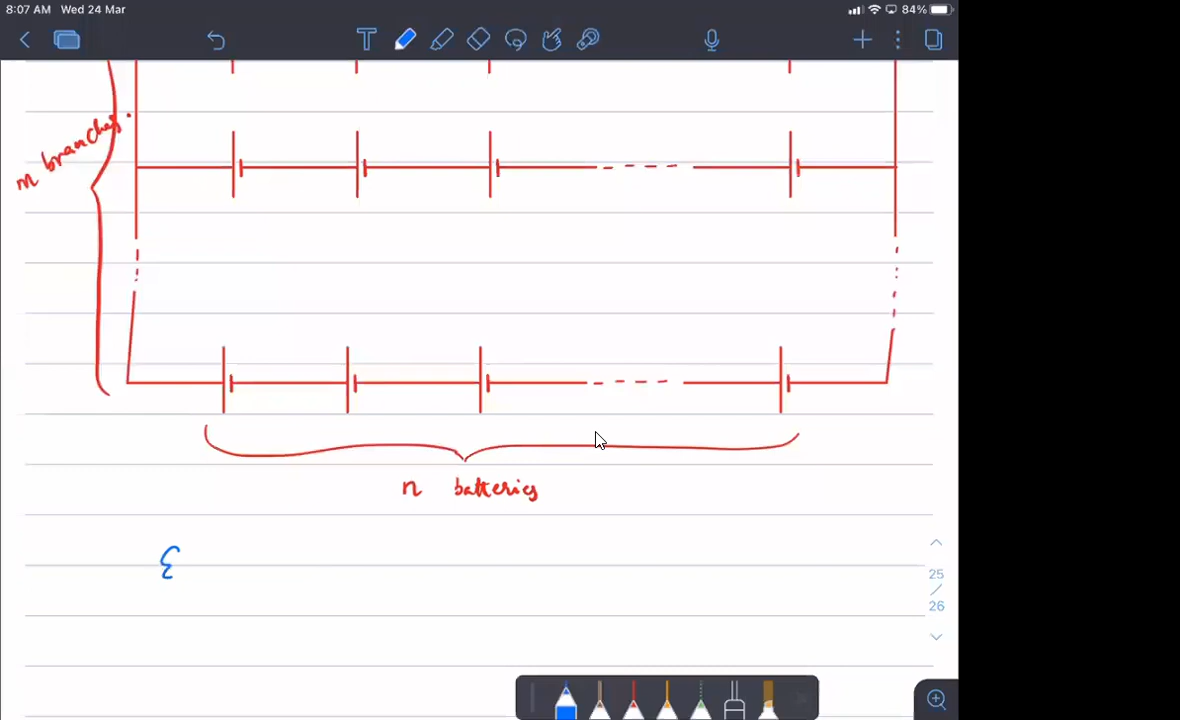 8:07 AM Wed 24 Mar
84%
m branches.
n batteries
ε
25
/
26